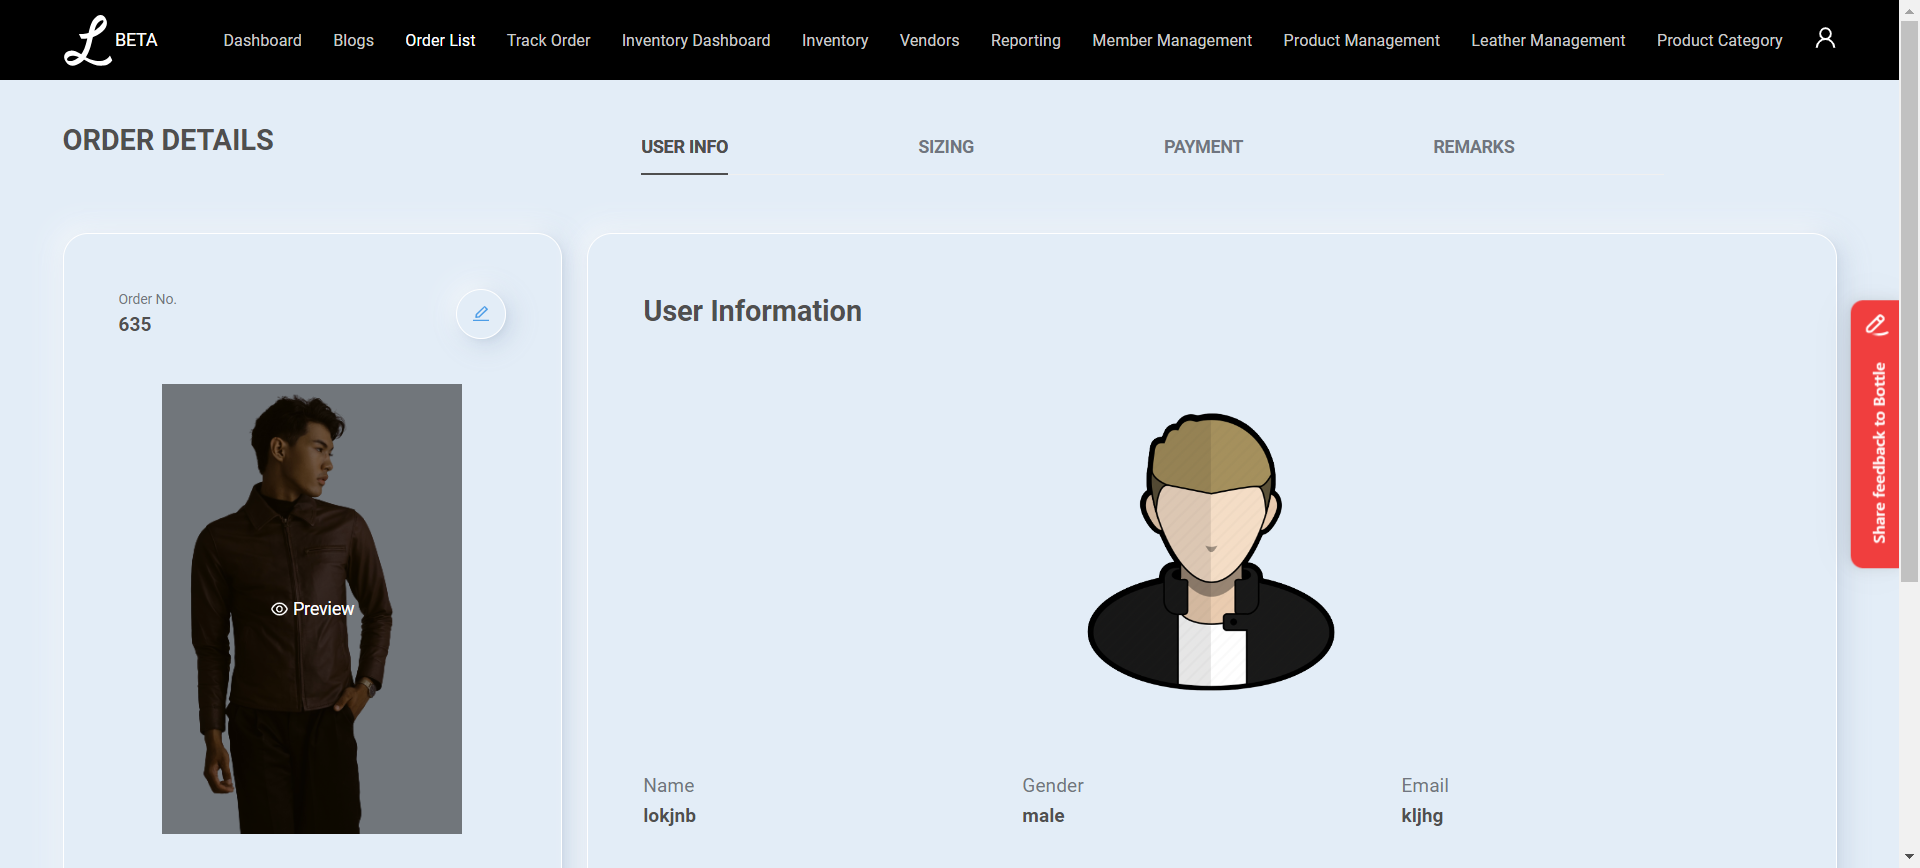 L BETA Dashboard Blogs Order List Track Order Inventory Dashboard Inventory Vendors Reporting Member Management Product Management Leather Management Product Category
ORDER DETAILS
USER INFO SIZING PAYMENT REMARKS
Order No.
635
Preview
User Information
Name Gender Email
lokjnb male kljhg
Share feedback to Bottle